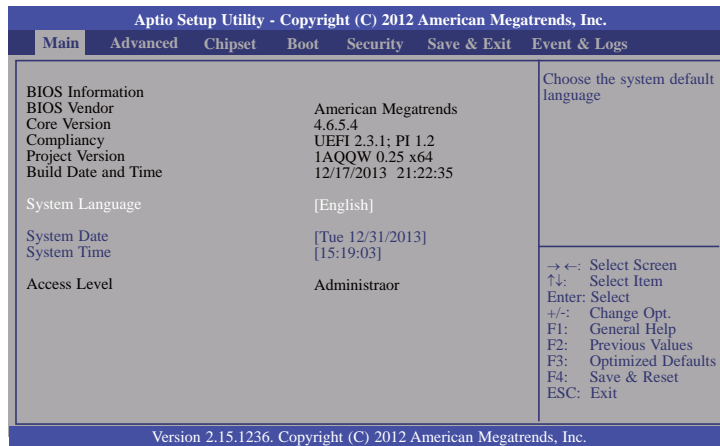 Aptio Setup Utility - Copyright (C) 2012 American Megatrends, Inc.
Main Advanced Chipset Boot Security Save & Exit Event & Logs
BIOS Information
BIOS Vendor American Megatrends
Core Version 4.6.5.4
Compliancy UEFI 2.3.1; PI 1.2
Project Version 1AQQW 0.25 x64
Build Date and Time 12/17/2013 21:22:35
System Language [English]
System Date [Tue 12/31/2013]
System Time [15:19:03]
Access Level Administraor
Choose the system default
language
→←: Select Screen
↑↓: Select Item
Enter: Select
+/-: Change Opt.
F1: General Help
F2: Previous Values
F3: Optimized Defaults
F4: Save & Reset
ESC: Exit
Version 2.15.1236. Copyright (C) 2012 American Megatrends, Inc.